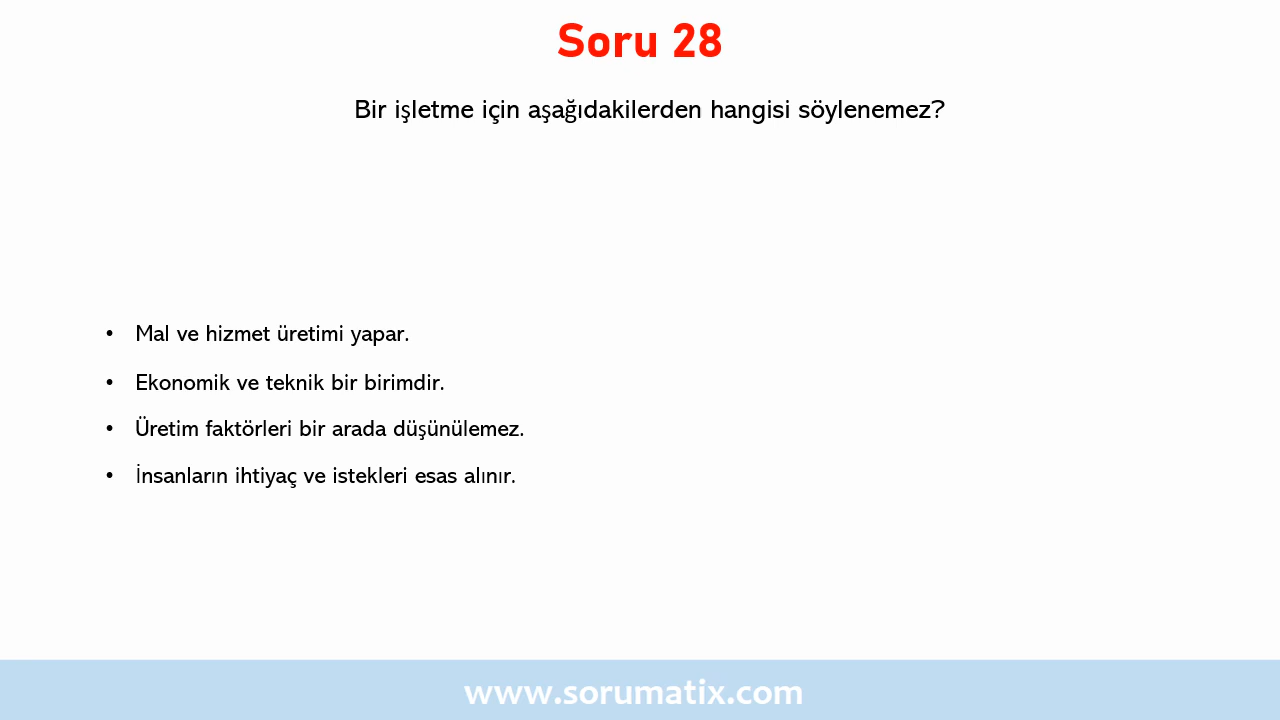 Soru 28
Bir işletme için aşağıdakilerden hangisi söylenemez?
• Mal ve hizmet üretimi yapar.
• Ekonomik ve teknik bir birimdir.
• Üretim faktörleri bir arada düşünülemez.
• İnsanların ihtiyaç ve istekleri esas alınır.
www.sorumatix.com